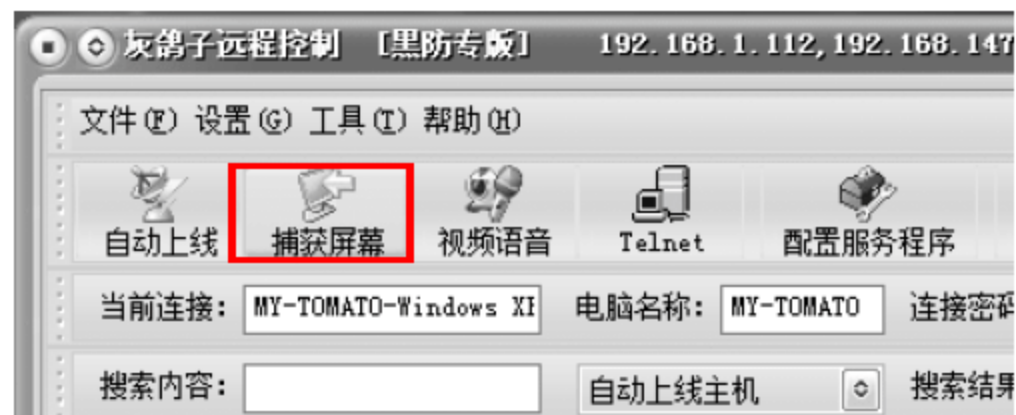 灰鸽子远程控制 [黑防专版] 192.168.1.112,192.168.147
文件(F) 设置(G) 工具(T) 帮助(H)
自动上线 捕获屏幕 视频语音 Telnet 配置服务程序
当前连接: MY-TOMATO-Windows XP 电脑名称: MY-TOMATO 连接密码
搜索内容: 自动上线主机 搜索结果